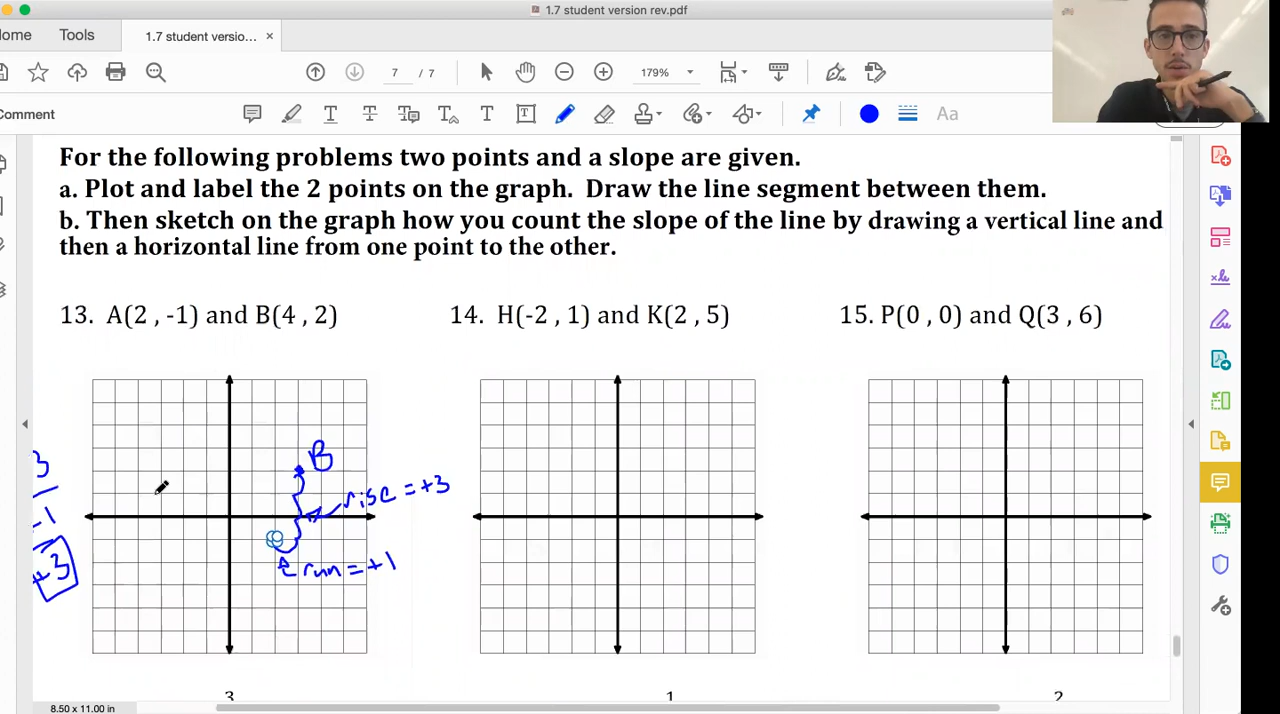 1.7 student version rev.pdf
ome
Tools
1.7 student versio... ×
7 / 7
179%
Comment
Aa
For the following problems two points and a slope are given.
a. Plot and label the 2 points on the graph. Draw the line segment between them.
b. Then sketch on the graph how you count the slope of the line by drawing a vertical line and
then a horizontal line from one point to the other.
13. A(2 , -1) and B(4 , 2)
14. H(-2 , 1) and K(2 , 5)
15. P(0 , 0) and Q(3 , 6)
B
rise = +3
run = +1
3
-1
+3
3
1
2
8.50 x 11.00 in